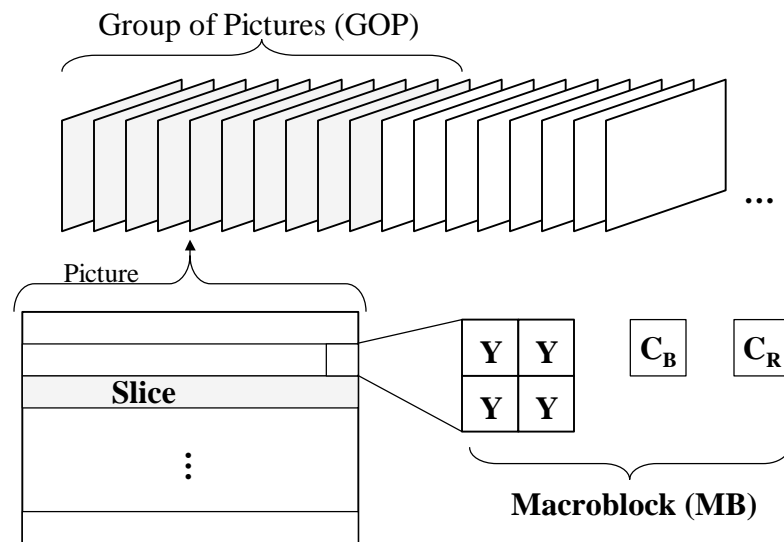 Group of Pictures (GOP)
...
Picture
Y Y C_B C_R
Slice
Y Y
⋮
Macroblock (MB)